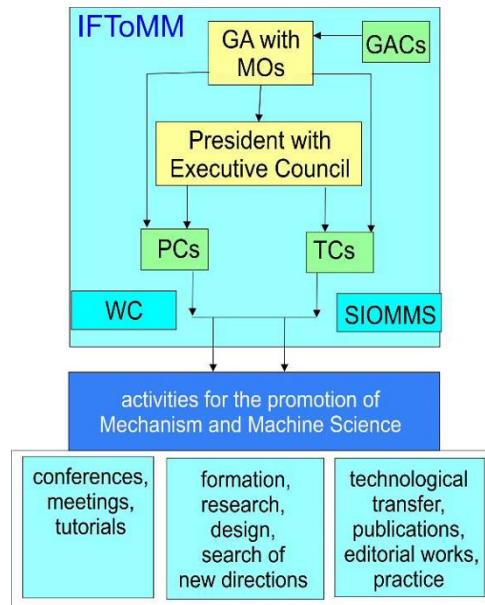 IFToMM
GA with
MOs
GACs
President with
Executive Council
PCs
TCs
WC
SIOMMS
activities for the promotion of
Mechanism and Machine Science
conferences,
meetings,
tutorials
formation,
research,
design,
search of
new directions
technological
transfer,
publications,
editorial works,
practice